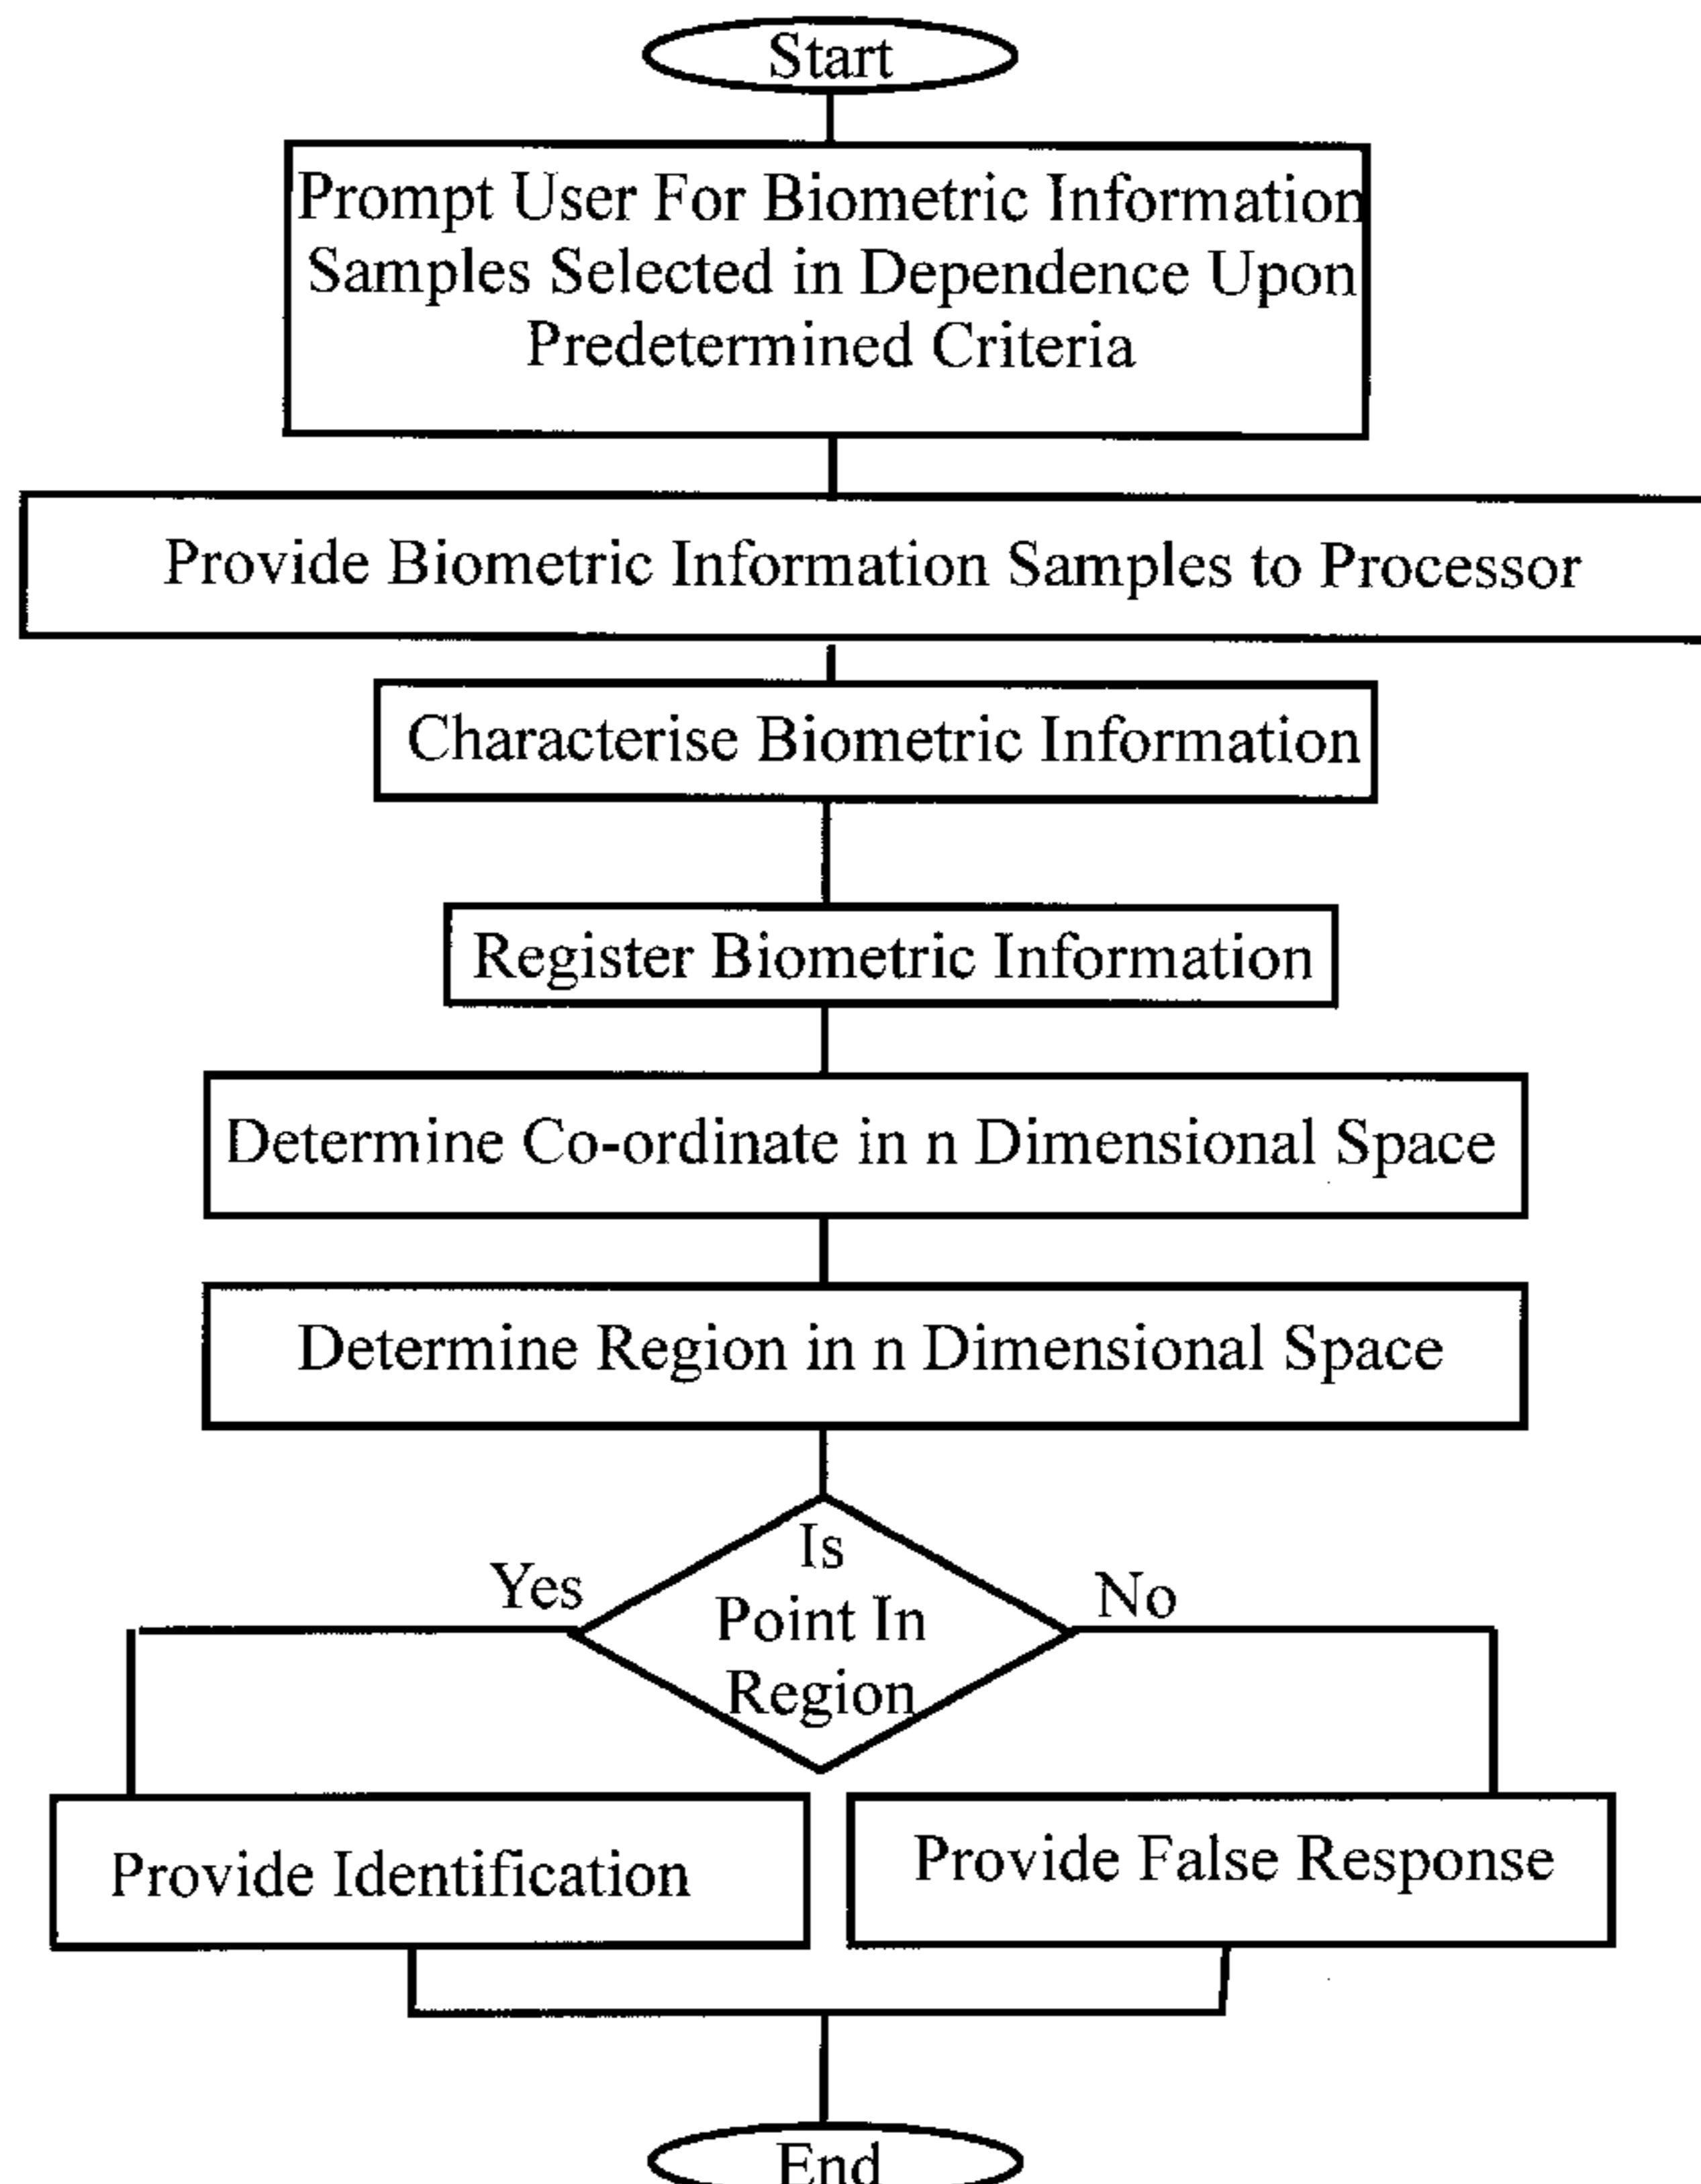 Start
Prompt User For Biometric Information
Samples Selected in Dependence Upon
Predetermined Criteria
Provide Biometric Information Samples to Processor
Characterise Biometric Information
Register Biometric Information
Determine Co-ordinate in n Dimensional Space
Determine Region in n Dimensional Space
Is
Point In
Region
Yes
No
Provide Identification
Provide False Response
End